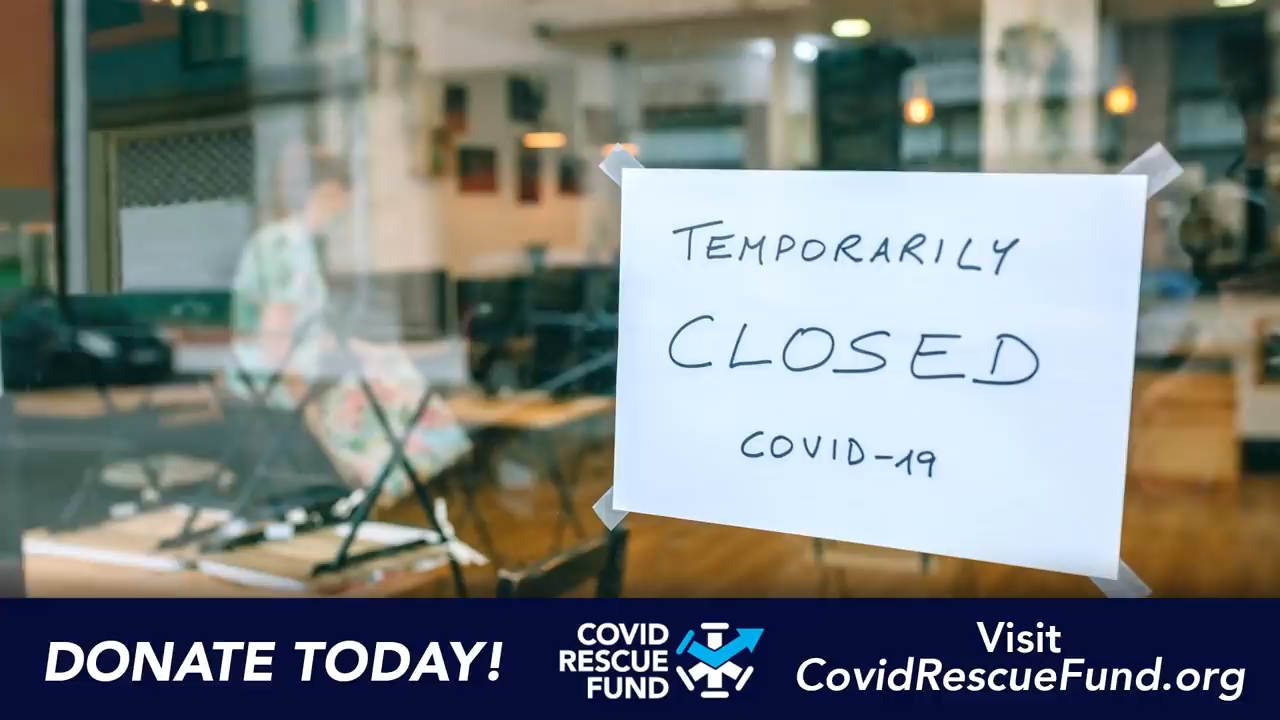 TEMPORARILY
CLOSED
COVID-19
DONATE TODAY!
COVID
RESCUE
FUND
Visit
CovidRescueFund.org